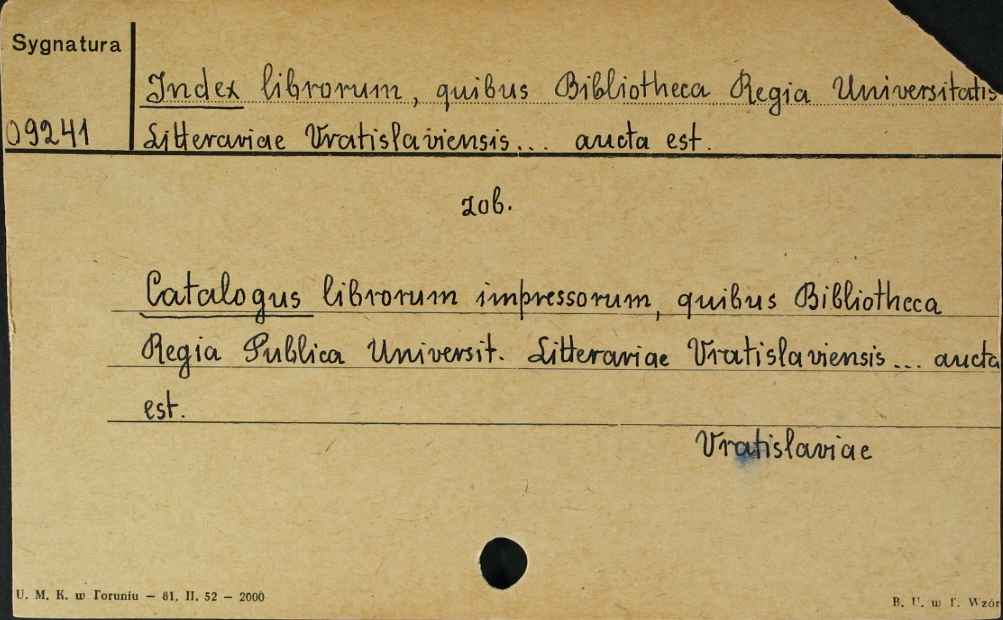 Sygnatura
Index librorum, quibus Bibliotheca Regia Universitatis
09241 Litterariae Vratislaviensis... aucta est.
zob.
Catalogus librorum impressorum, quibus Bibliotheca
Regia Publica Universit. Litterariae Vratislaviensis... aucta
est.
Vratislaviae
U. M. K. w Toruniu — 81. II. 52 — 2000
B. U. w T. Wzór